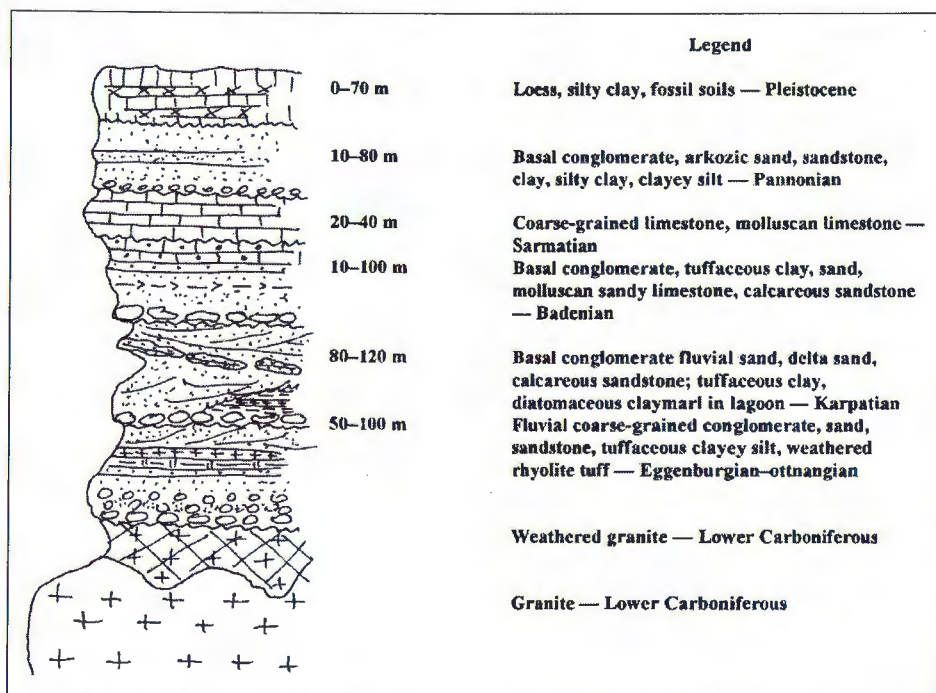 Legend
0–70 m Loess, silty clay, fossil soils — Pleistocene
10–80 m Basal conglomerate, arkozic sand, sandstone,
clay, silty clay, clayey silt — Pannonian
20–40 m Coarse-grained limestone, molluscan limestone —
Sarmatian
10–100 m Basal conglomerate, tuffaceous clay, sand,
molluscan sandy limestone, calcareous sandstone
— Badenian
80–120 m Basal conglomerate fluvial sand, delta sand,
calcareous sandstone; tuffaceous clay,
diatomaceous claymarl in lagoon — Karpatian
50–100 m Fluvial coarse-grained conglomerate, sand,
sandstone, tuffaceous clayey silt, weathered
rhyolite tuff — Eggenburgian–ottnangian
Weathered granite — Lower Carboniferous
Granite — Lower Carboniferous